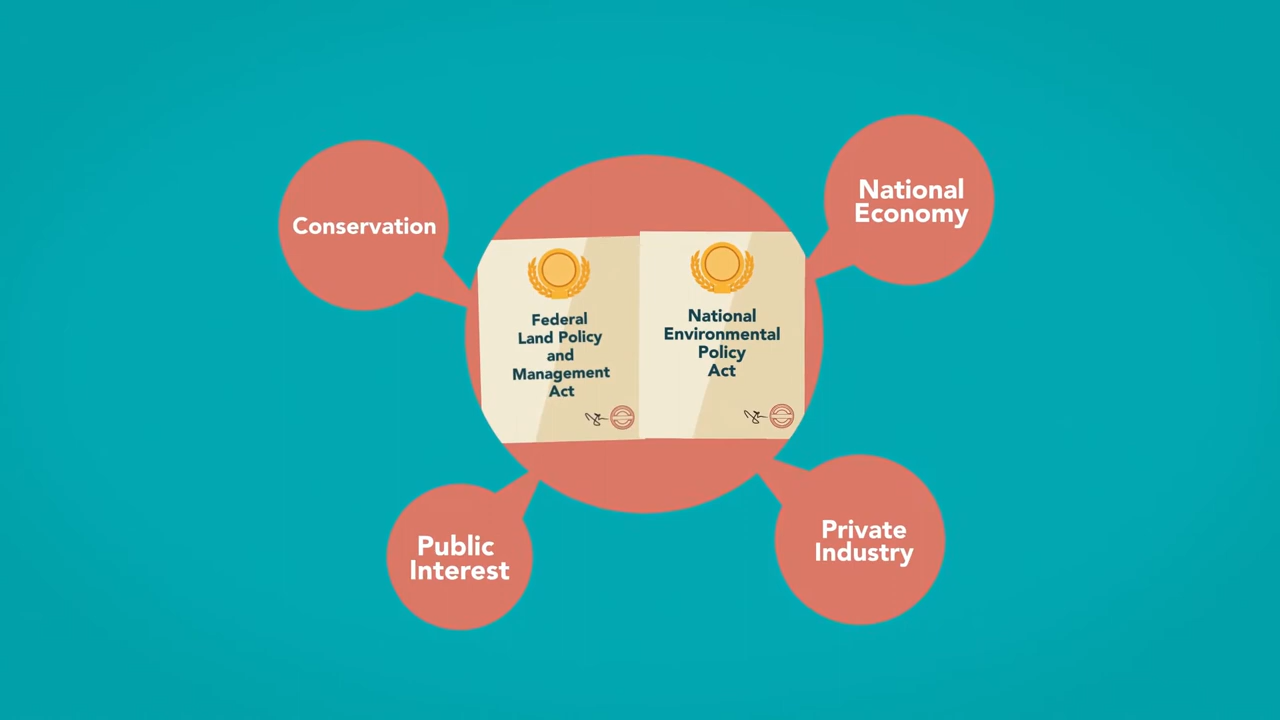 Conservation
National
Economy
Federal
Land Policy
and
Management
Act
National
Environmental
Policy
Act
Public
Interest
Private
Industry